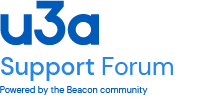 u3a
Support Forum
Powered by the Beacon community